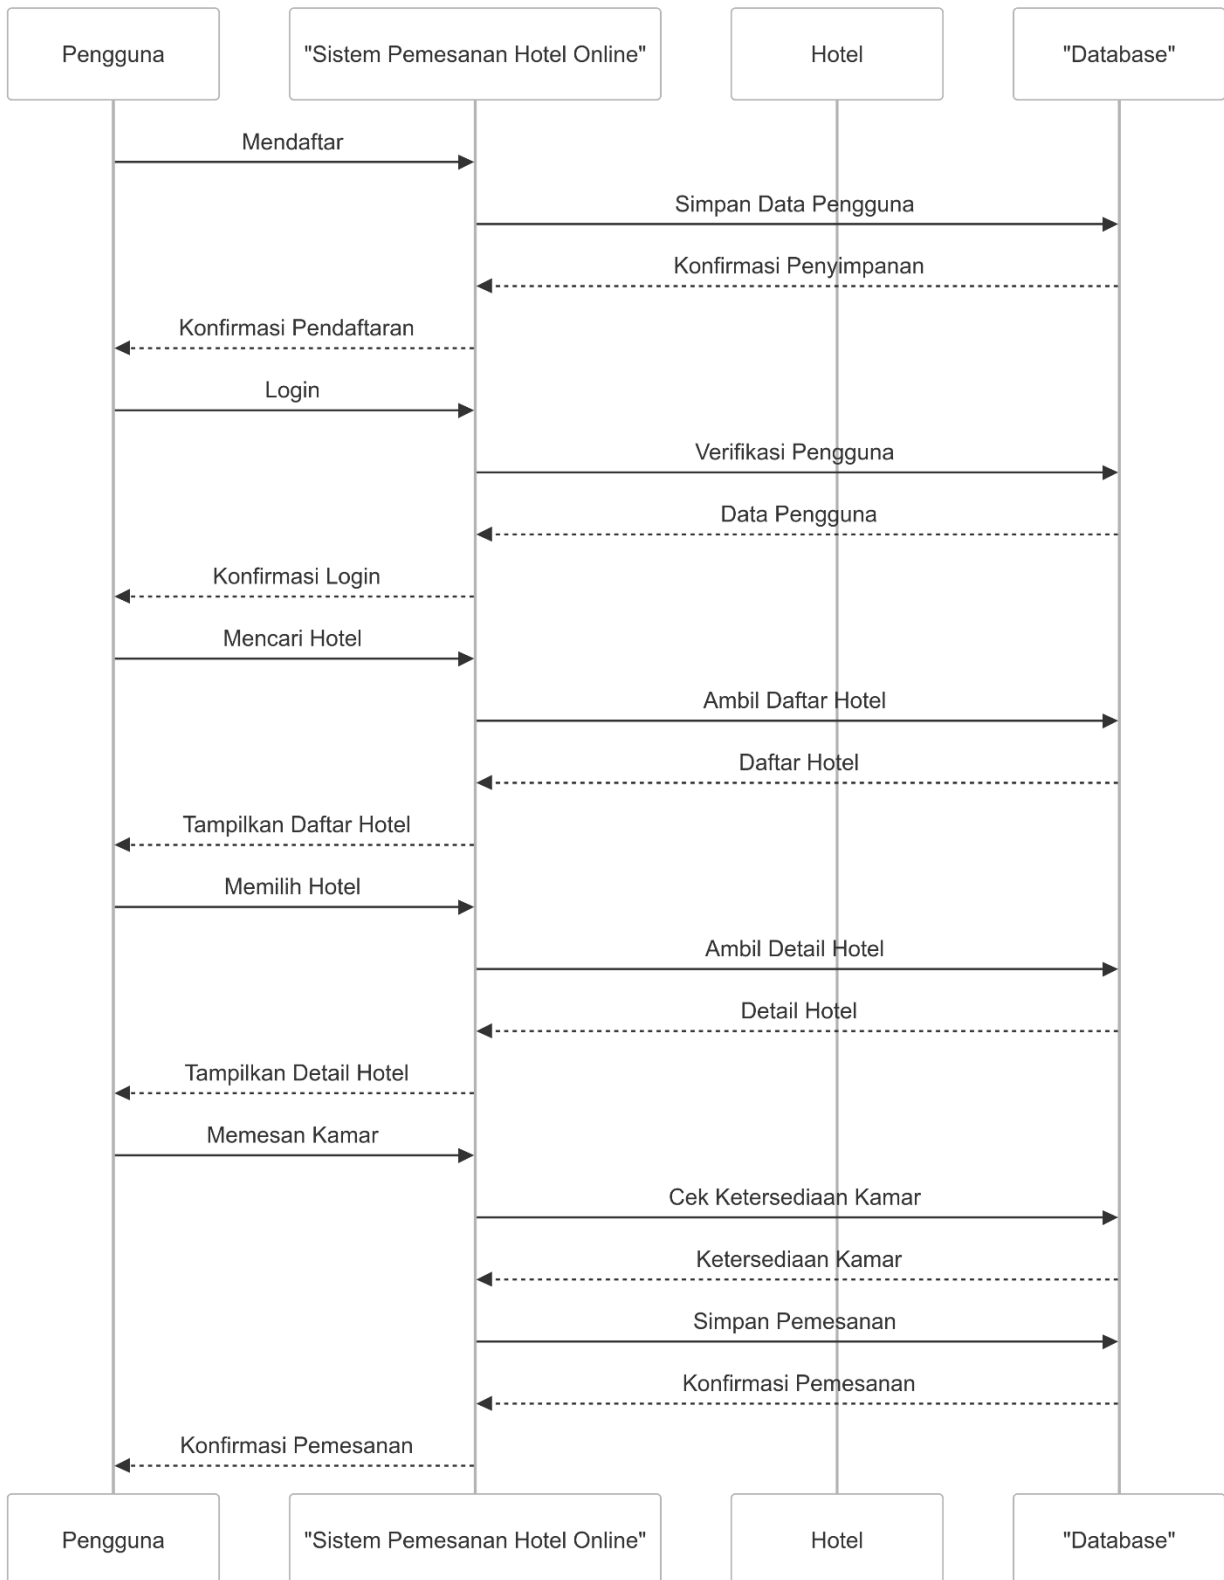 Pengguna
"Sistem Pemesanan Hotel Online"
Hotel
"Database"
Mendaftar
Simpan Data Pengguna
Konfirmasi Penyimpanan
Konfirmasi Pendaftaran
Login
Verifikasi Pengguna
Data Pengguna
Konfirmasi Login
Mencari Hotel
Ambil Daftar Hotel
Daftar Hotel
Tampilkan Daftar Hotel
Memilih Hotel
Ambil Detail Hotel
Detail Hotel
Tampilkan Detail Hotel
Memesan Kamar
Cek Ketersediaan Kamar
Ketersediaan Kamar
Simpan Pemesanan
Konfirmasi Pemesanan
Konfirmasi Pemesanan
Pengguna
"Sistem Pemesanan Hotel Online"
Hotel
"Database"